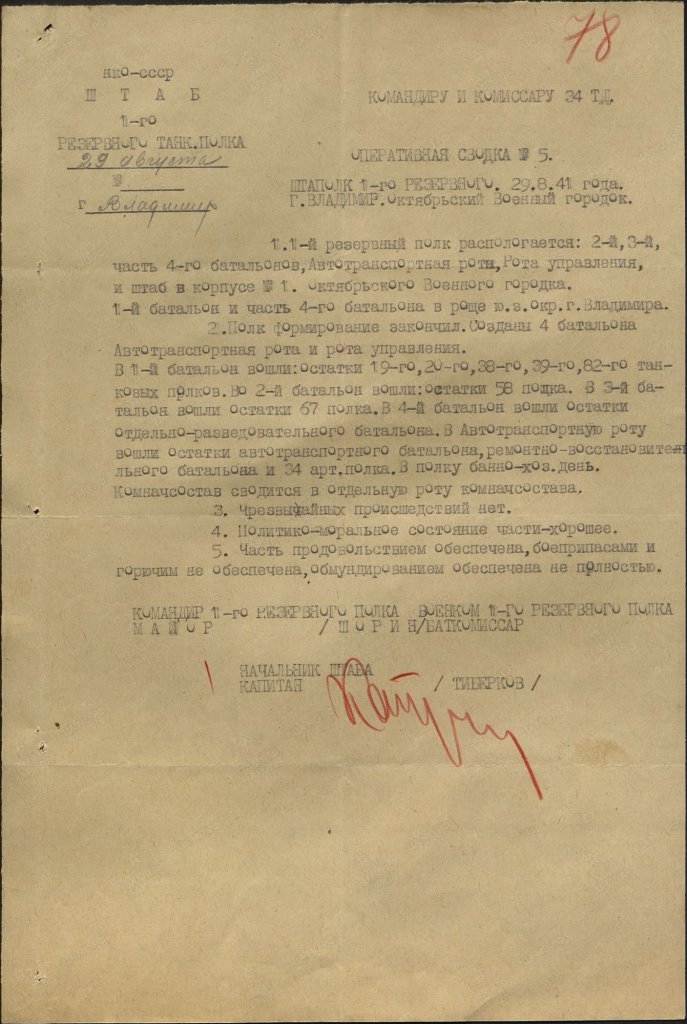 78
НКО-СССР
Ш Т А Б
1-го
РЕЗЕРВНОГО ТАНК.ПОЛКА
29 августа
№
г Владимир
КОМАНДИРУ И КОМИССАРУ 34 ТД.
ОПЕРАТИВНАЯ СВОДКА № 5.
ШТАПОЛК 1-го РЕЗЕРВНОГО. 29.8.41 года.
Г.ВЛАДИМИР.Октябрьский Военный городок.
1.1-й резервный полк распологается: 2-й,3-й,
часть 4-го батальонов,Автотранспортная рота,Рота управления,
и штаб в корпусе № 1. октябрьского Военного городка.
1-й батальон и часть 4-го батальона в роще ю.з.окр.г.Владимира.
2.Полк формирование закончил.Созданы 4 батальона
Автотранспортная рота и рота управления.
В 1-й батальон вошли:остатки 19-го,20-го,38-го,39-го,82-го тан-
ковых полков.Во 2-й батальон вошли:остатки 58 полка. В 3-й ба-
тальон вошли остатки 67 полка.В 4-й батальон вошли остатки
отдельно-разведовательного батальона.В Автотранспортную роту
вошли остатки автотранспортного батальона,ремонтно-восстановител
льного батальона и 34 арт.полка.В полку банно-хоз.день.
Комначсостав сводится в отдельную роту комначсостава.
3. Чрезвычайных происшедствий нет.
4. Политико-моральное состояние части-хорошее.
5. Часть продовольствием обеспечена,боеприпасами и
горючим не обеспечена,обмундированием обеспечена не полностью.
КОМАНДИР 1-го РЕЗЕРВНОГО ПОЛКА ВОЕНКОМ 1-ГО РЕЗЕРВНОГО ПОЛКА
М А Й О Р / Ш О Р И Н/БАТКОМИССАР
НАЧАЛЬНИК ШТАБА
КАПИТАН / ТИБЕРКОВ /